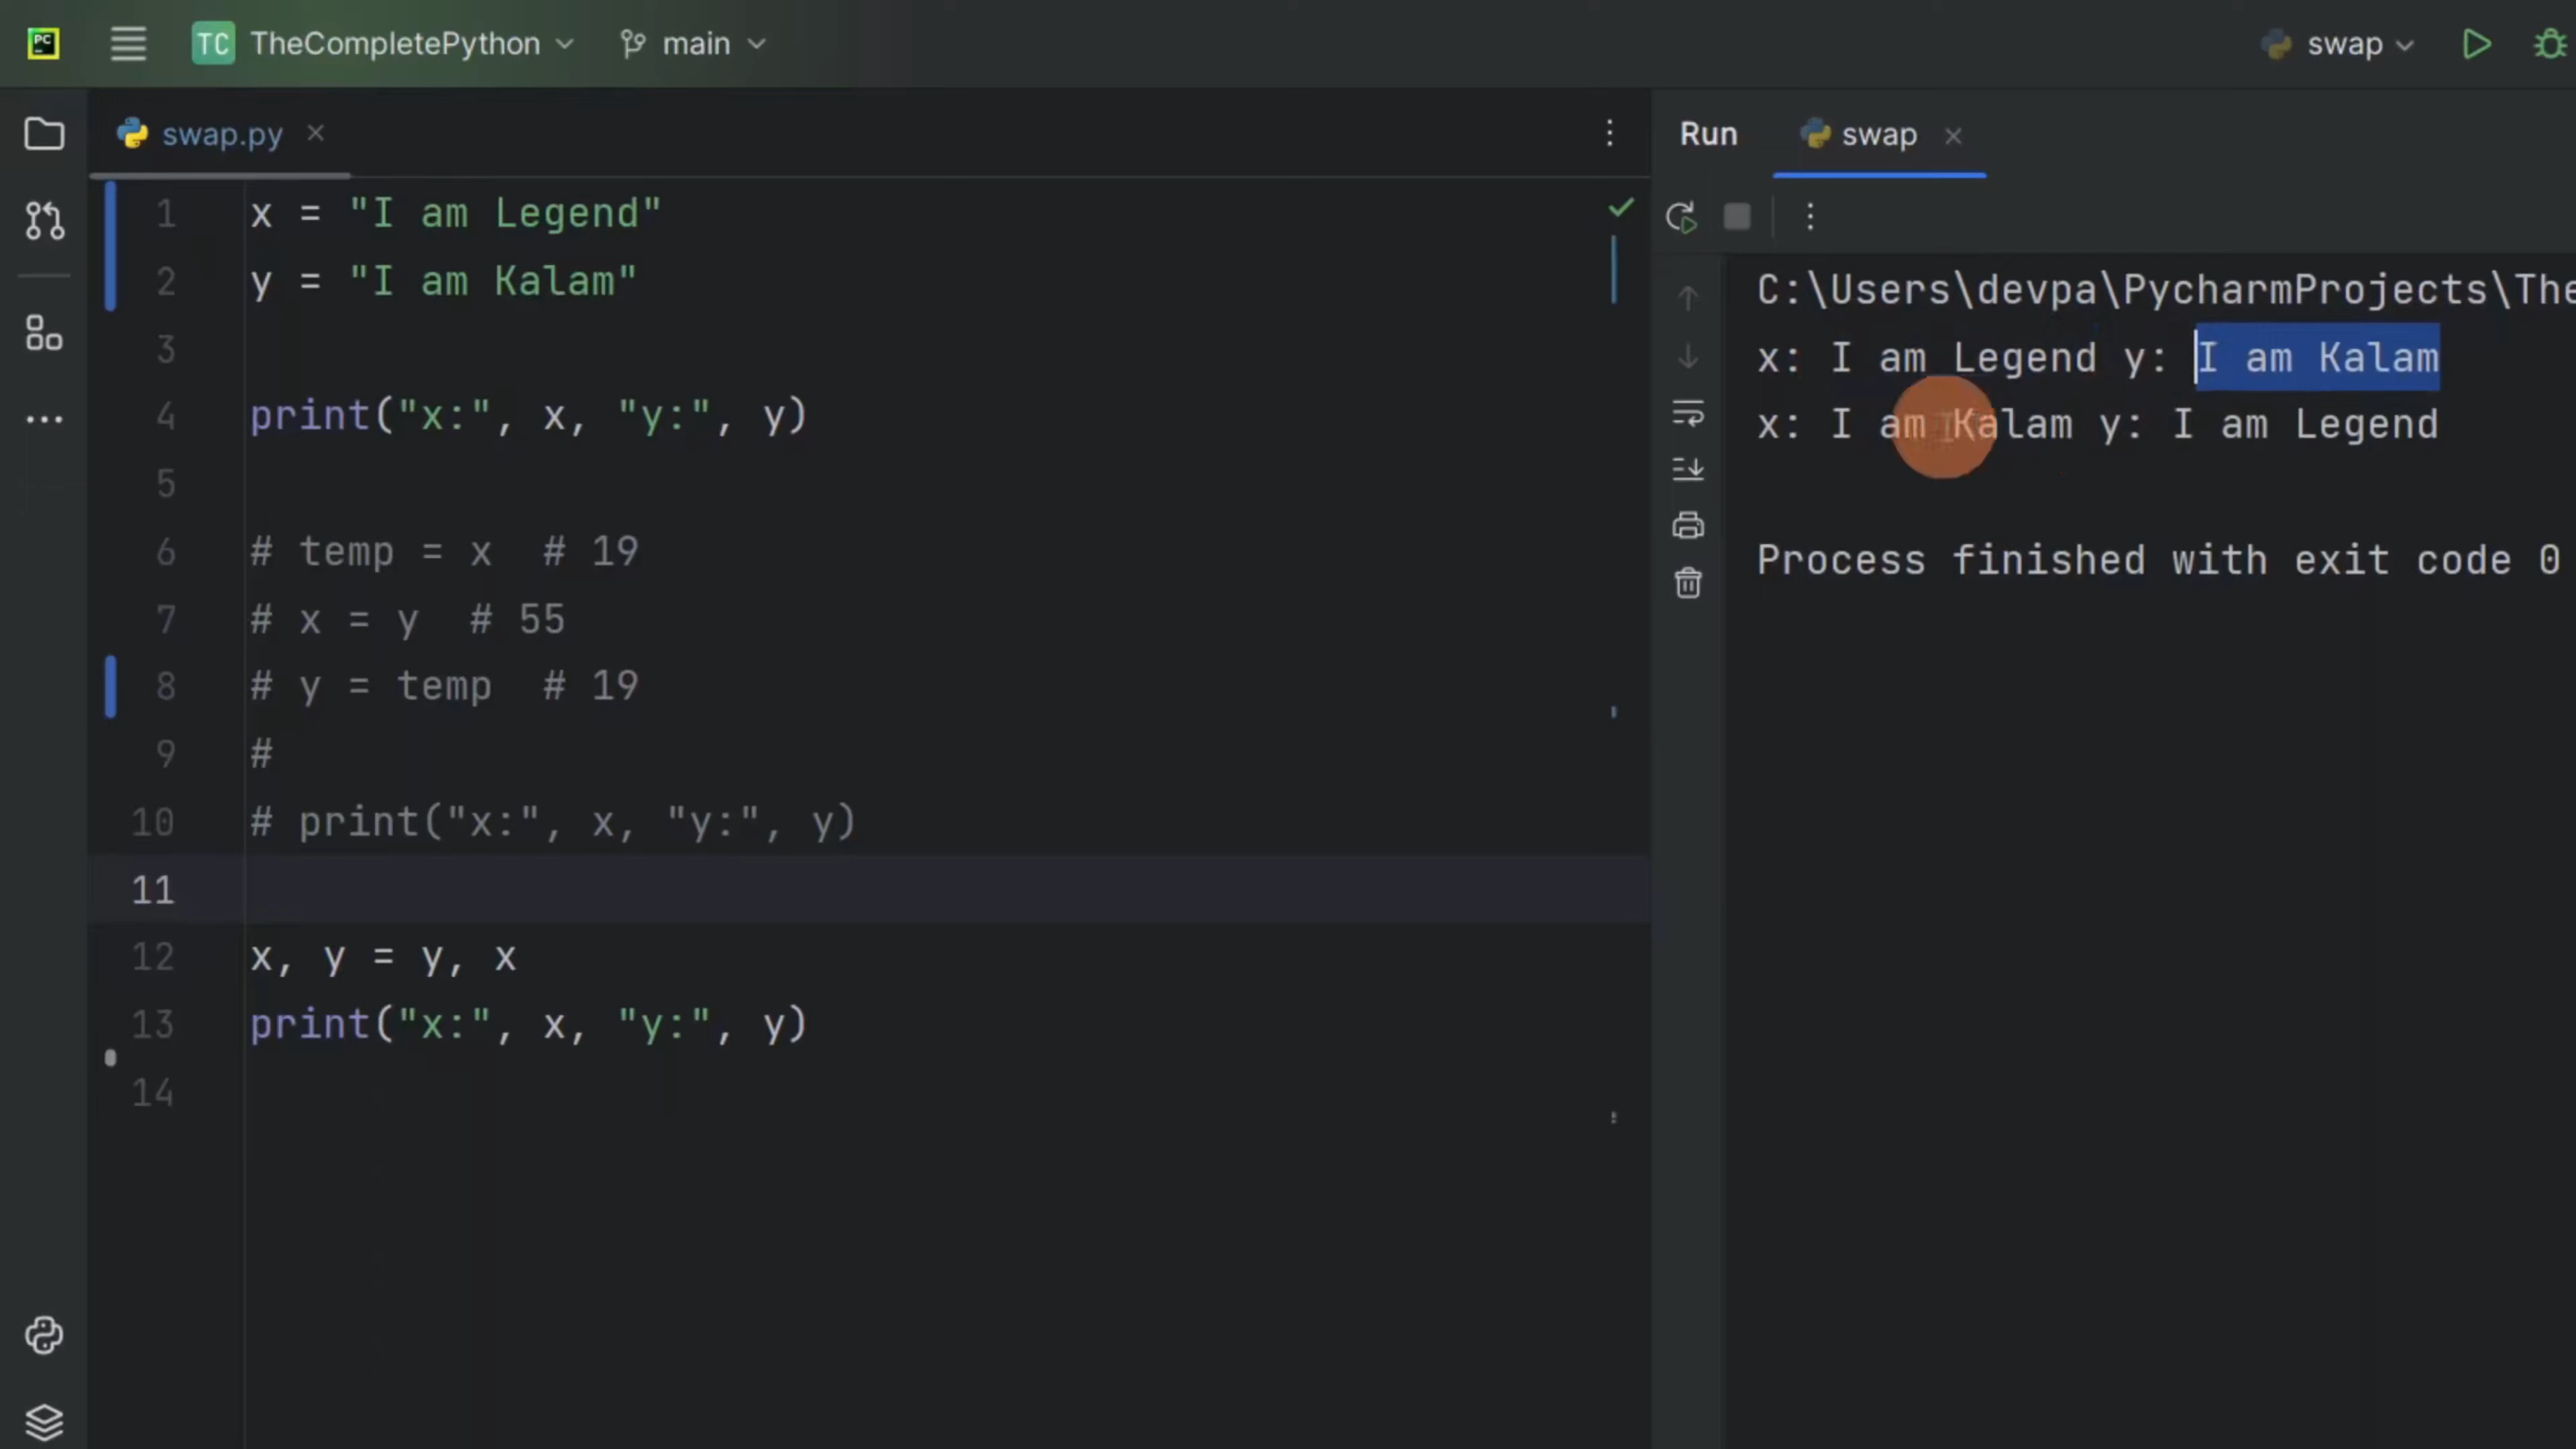 PC
TC TheCompletePython main swap
swap.py
1 x = "I am Legend"
2 y = "I am Kalam"
3
4 print("x:", x, "y:", y)
5
6 # temp = x  # 19
7 # x = y  # 55
8 # y = temp  # 19
9 #
10 # print("x:", x, "y:", y)
11
12 x, y = y, x
13 print("x:", x, "y:", y)
14
Run swap
C:\Users\devpa\PycharmProjects\The
x: I am Legend y: I am Kalam
x: I am Kalam y: I am Legend
Process finished with exit code 0